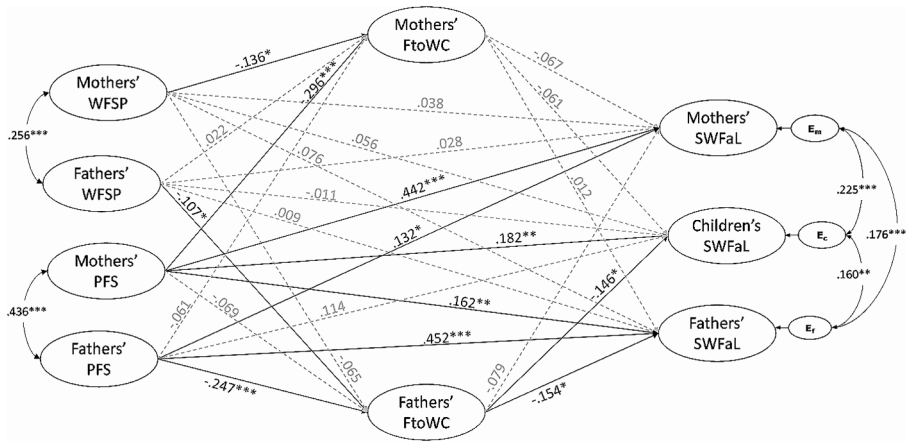 Mothers'
FtoWC
-.136*
-.296***
-.067
-.061
Mothers'
WFSP
.038
Mothers'
SWFaL
Em
.256***
.022
.056
.076
.028
Fathers'
WFSP
-.011
.012
.442***
.225***
-.107*
.009
.132*
.182**
Children's
SWFaL
Ec
.176***
Mothers'
PFS
-.146*
.160**
.436***
-.061
.069
.114
.162**
Fathers'
SWFaL
Ef
Fathers'
PFS
.452***
-.247***
-.065
-.079
-.154*
Fathers'
FtoWC